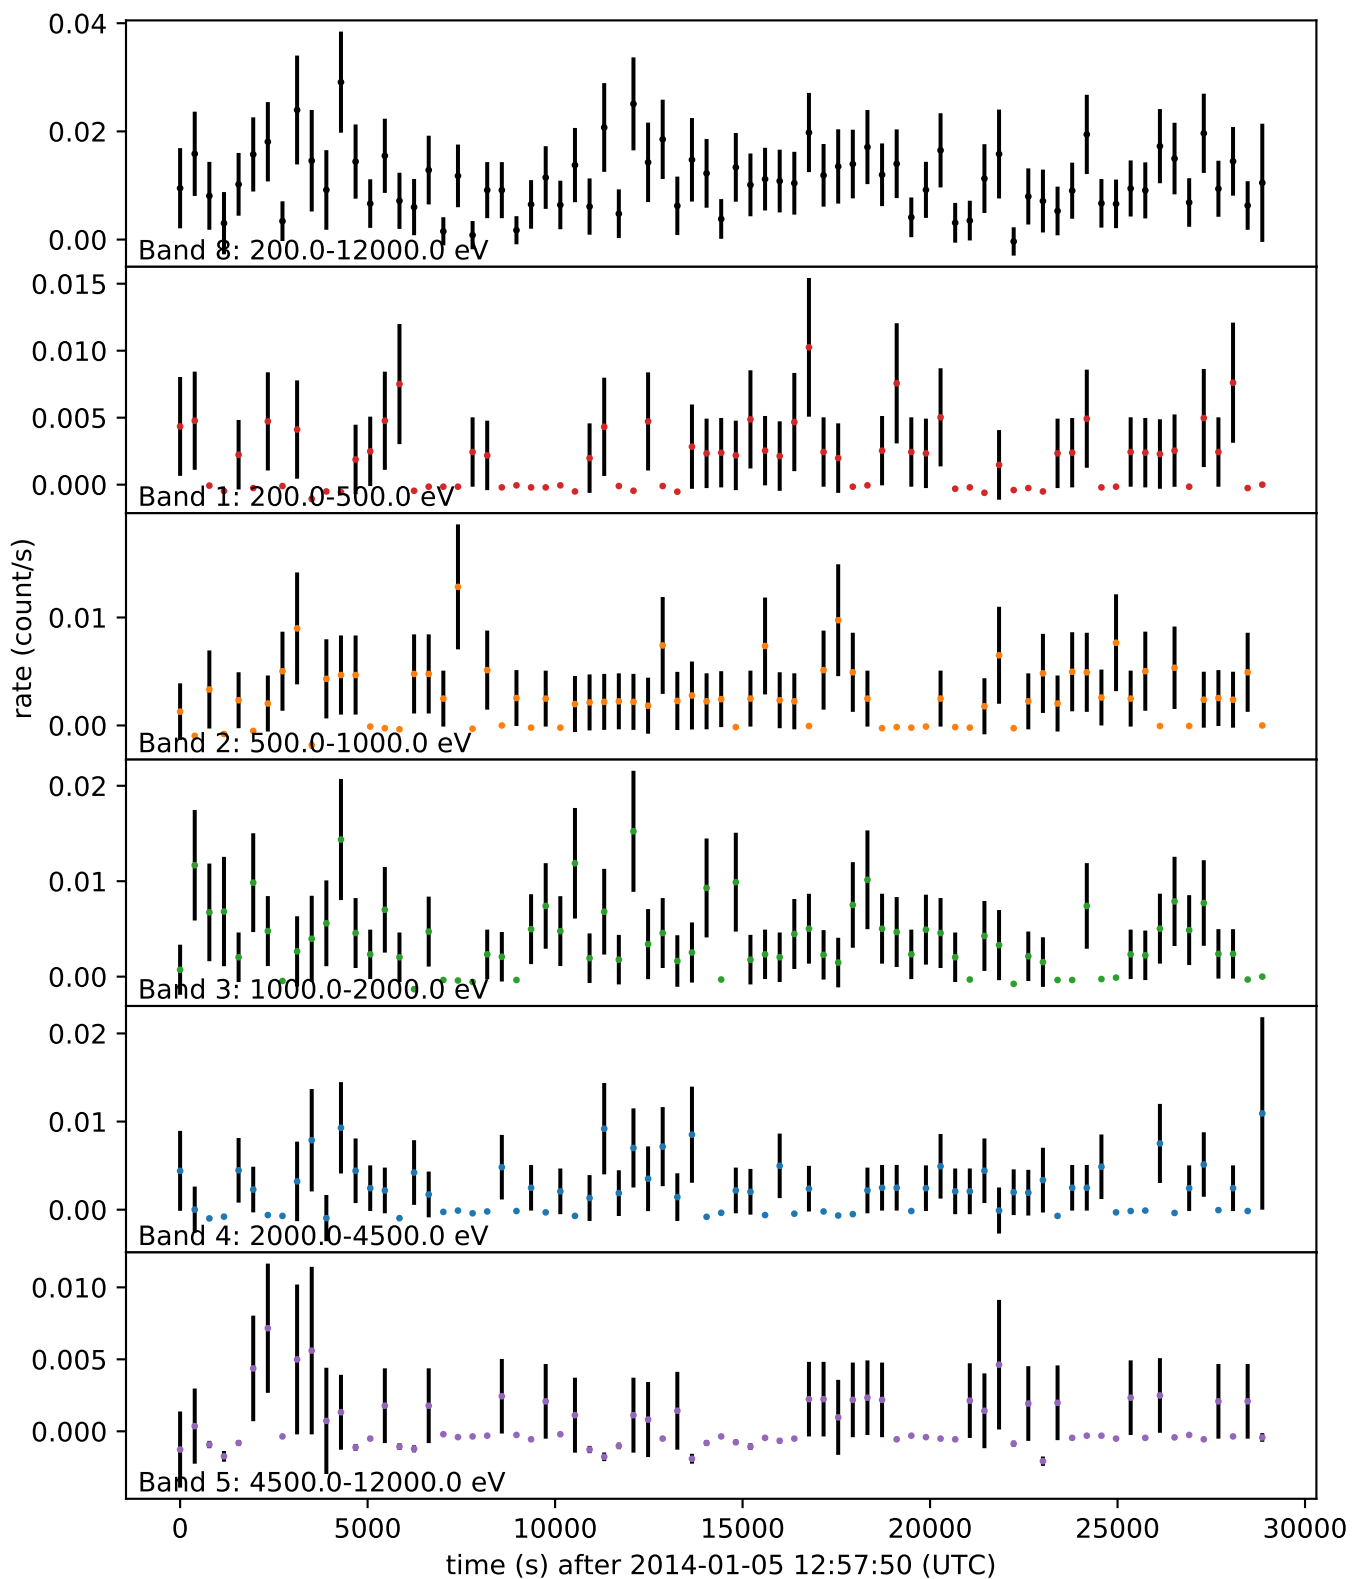 0.04
0.02
0.00
Band 8: 200.0-12000.0 eV
0.015
0.010
0.005
0.000
Band 1: 200.0-500.0 eV
rate (count/s)
0.01
0.00
Band 2: 500.0-1000.0 eV
0.02
0.01
0.00
Band 3: 1000.0-2000.0 eV
0.02
0.01
0.00
Band 4: 2000.0-4500.0 eV
0.010
0.005
0.000
Band 5: 4500.0-12000.0 eV
0 5000 10000 15000 20000 25000 30000
time (s) after 2014-01-05 12:57:50 (UTC)